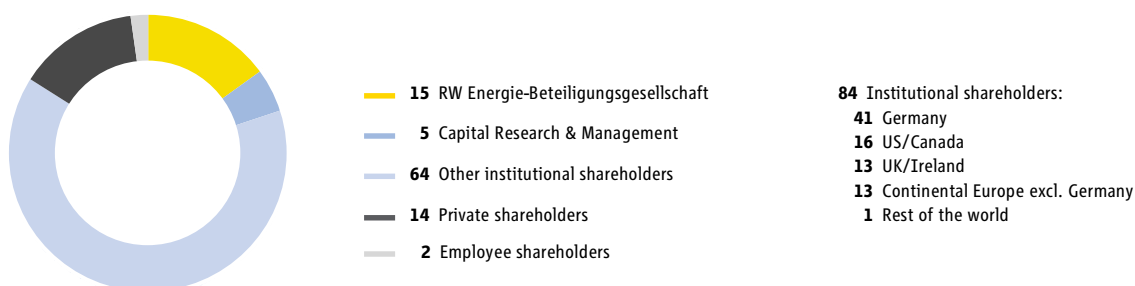 15 RW Energie-Beteiligungsgesellschaft
5 Capital Research & Management
64 Other institutional shareholders
14 Private shareholders
2 Employee shareholders
84 Institutional shareholders:
41 Germany
16 US/Canada
13 UK/Ireland
13 Continental Europe excl. Germany
1 Rest of the world